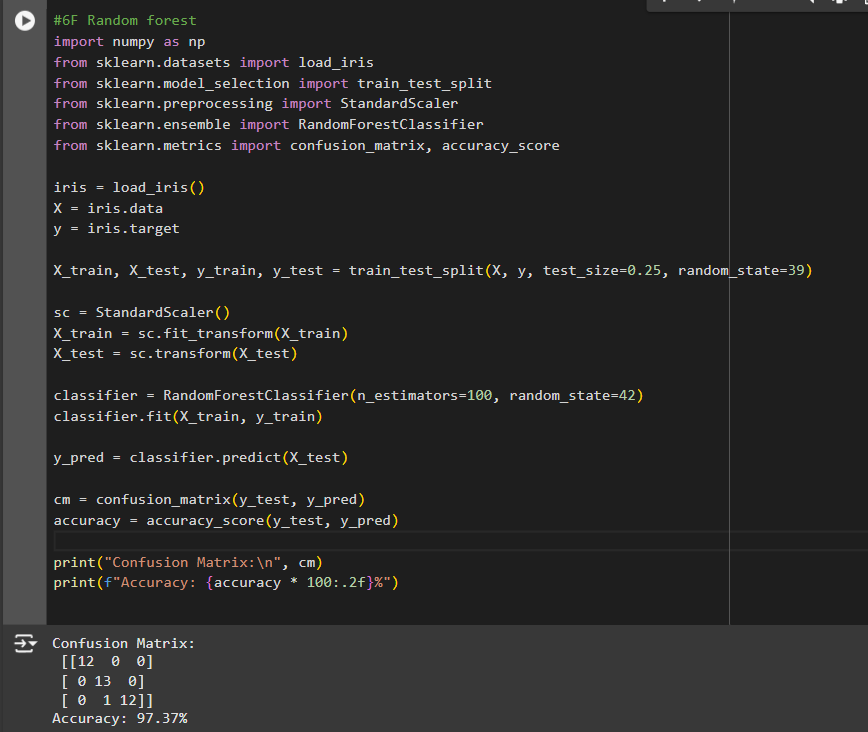 #6F Random forest
import numpy as np
from sklearn.datasets import load_iris
from sklearn.model_selection import train_test_split
from sklearn.preprocessing import StandardScaler
from sklearn.ensemble import RandomForestClassifier
from sklearn.metrics import confusion_matrix, accuracy_score
iris = load_iris()
X = iris.data
y = iris.target
X_train, X_test, y_train, y_test = train_test_split(X, y, test_size=0.25, random_state=39)
sc = StandardScaler()
X_train = sc.fit_transform(X_train)
X_test = sc.transform(X_test)
classifier = RandomForestClassifier(n_estimators=100, random_state=42)
classifier.fit(X_train, y_train)
y_pred = classifier.predict(X_test)
cm = confusion_matrix(y_test, y_pred)
accuracy = accuracy_score(y_test, y_pred)
print("Confusion Matrix:\n", cm)
print(f"Accuracy: {accuracy * 100:.2f}%")
Confusion Matrix:
[[12  0  0]
[ 0 13  0]
[ 0  1 12]]
Accuracy: 97.37%